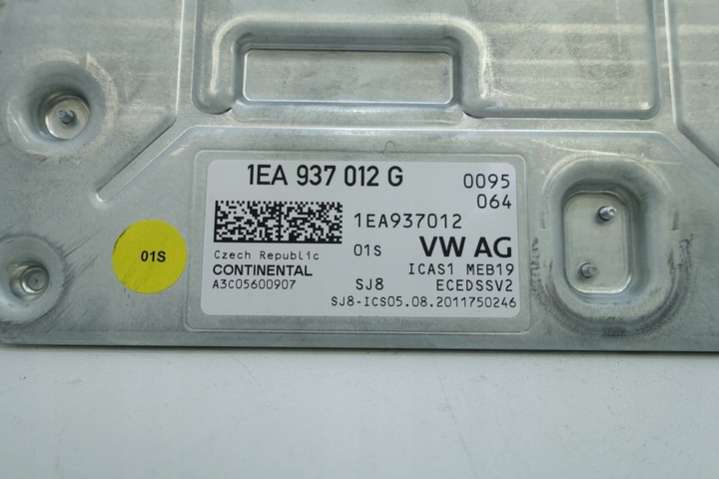 1EA 937 012 G
0095
064
1EA937012
01S
VW AG
Czech Republic
CONTINENTAL
ICAS1 MEB19
A3C05600907
SJ8
ECEDSSV2
SJ8-ICS05.08.2011750246
01S